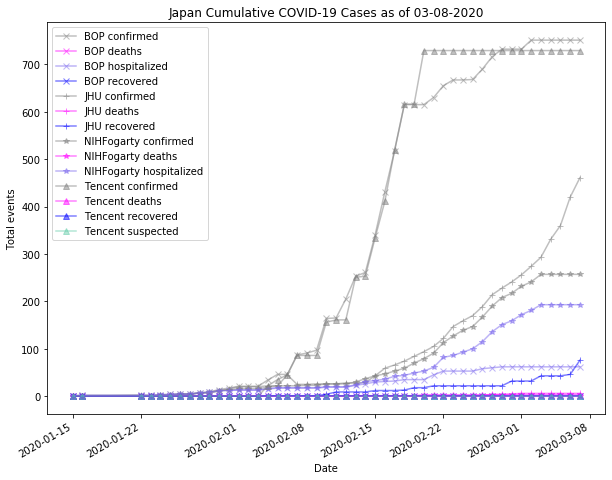 Japan Cumulative COVID-19 Cases as of 03-08-2020
BOP confirmed
BOP deaths
BOP hospitalized
BOP recovered
JHU confirmed
JHU deaths
JHU recovered
NIHFogarty confirmed
NIHFogarty deaths
NIHFogarty hospitalized
Tencent confirmed
Tencent deaths
Tencent recovered
Tencent suspected
Total events
700
600
500
400
300
200
100
0
2020-01-15
2020-01-22
2020-02-01
2020-02-08
2020-02-15
2020-02-22
2020-03-01
2020-03-08
Date